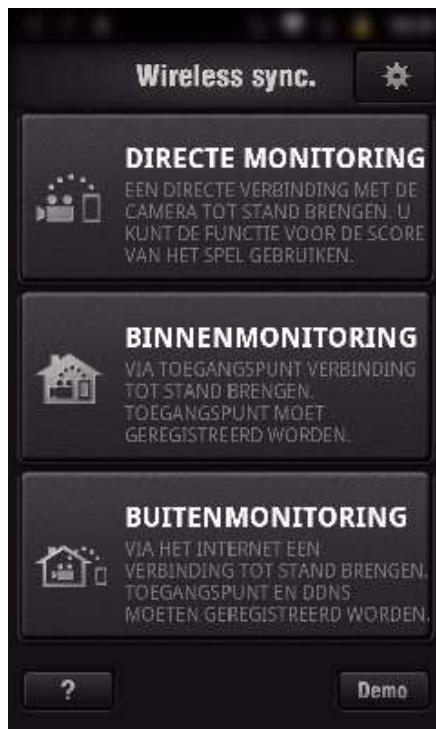 Wireless sync.
DIRECTE MONITORING
EEN DIRECTE VERBINDING MET DE
CAMERA TOT STAND BRENGEN. U
KUNT DE FUNCTIE VOOR DE SCORE
VAN HET SPEL GEBRUIKEN.
BINNENMONITORING
VIA TOEGANGSPUNT VERBINDING
TOT STAND BRENGEN.
TOEGANGSPUNT MOET
GEREGISTREERD WORDEN.
BUITENMONITORING
VIA HET INTERNET EEN
VERBINDING TOT STAND BRENGEN.
TOEGANGSPUNT EN DDNS
MOETEN GEREGISTREERD WORDEN.
? Demo